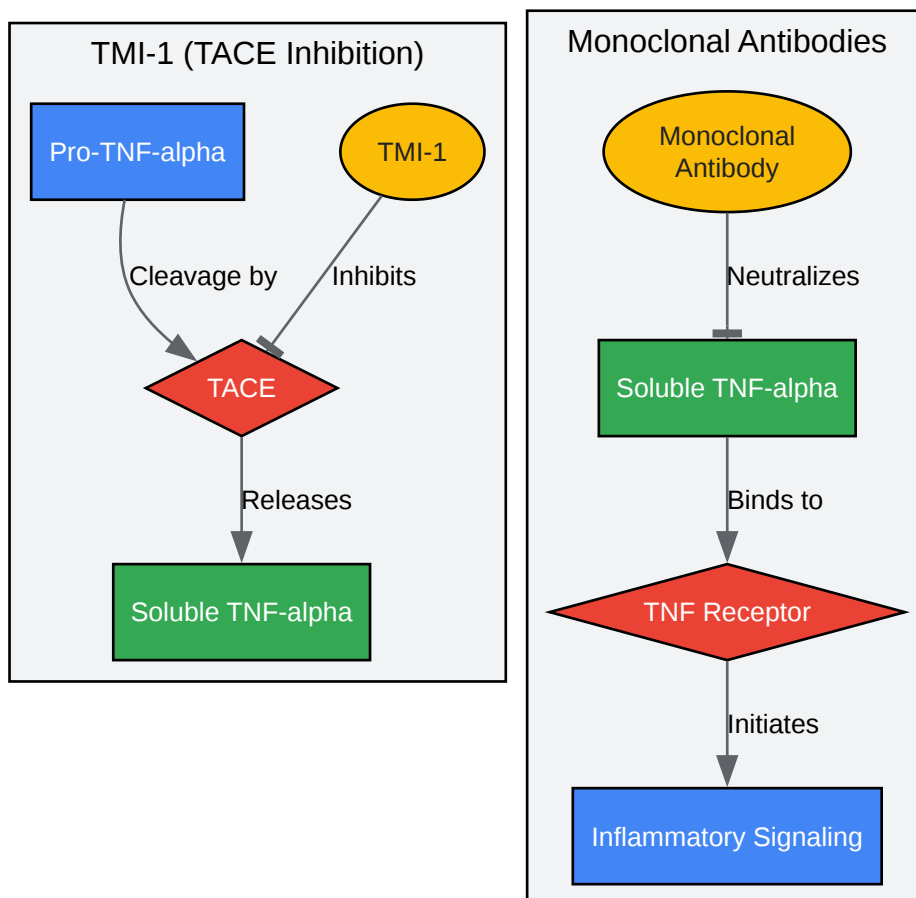 TMI-1 (TACE Inhibition)
Pro-TNF-alpha
TMI-1
Cleavage by
Inhibits
TACE
Releases
Soluble TNF-alpha
Monoclonal Antibodies
Monoclonal
Antibody
Neutralizes
Soluble TNF-alpha
Binds to
TNF Receptor
Initiates
Inflammatory Signaling